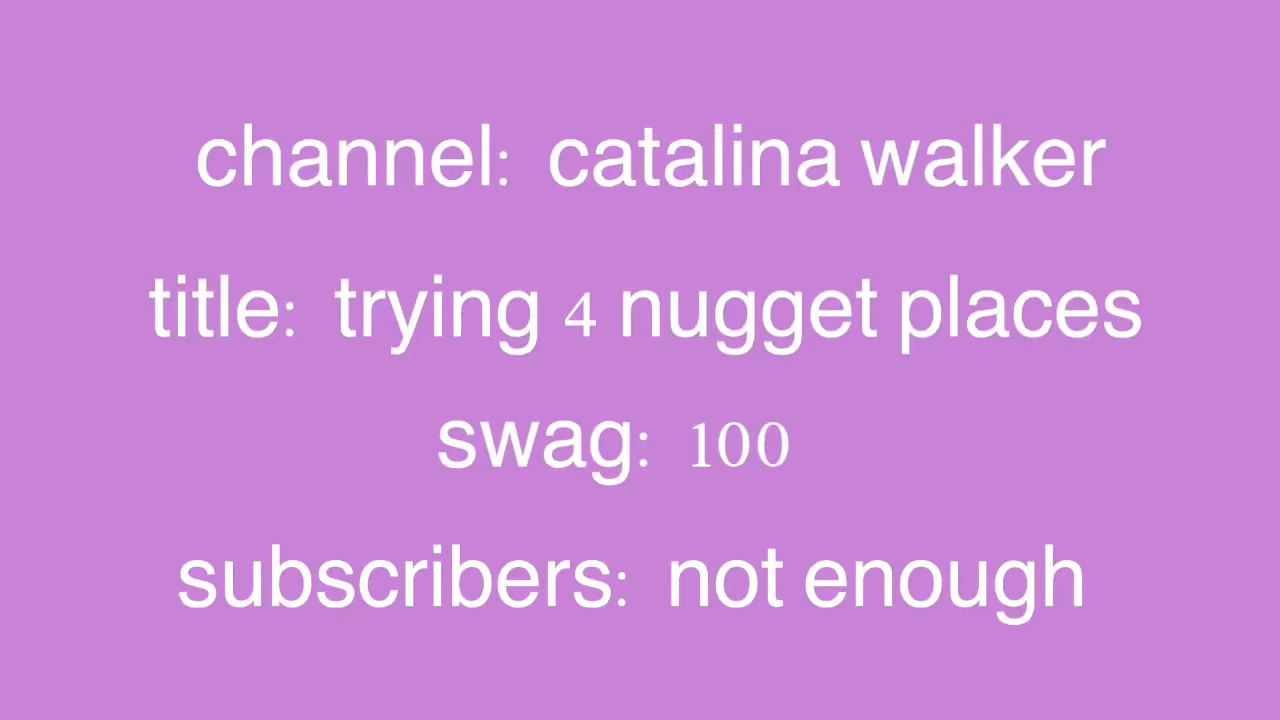 channel: catalina walker
title: trying 4 nugget places
swag: 100
subscribers: not enough